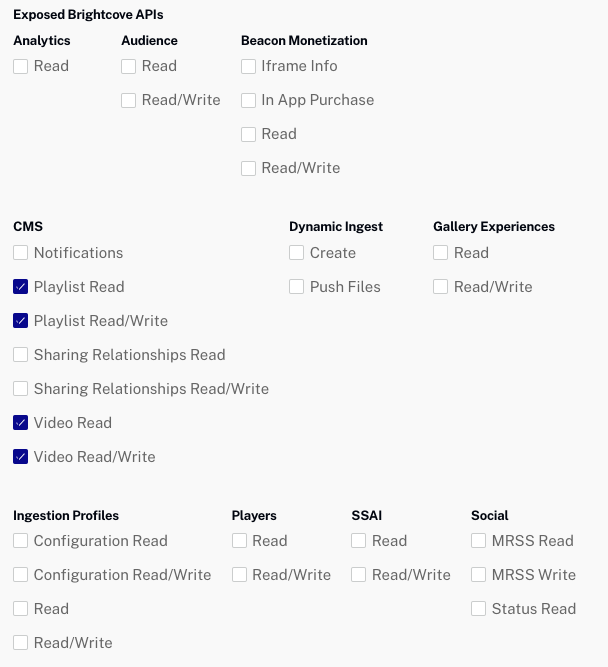 Exposed Brightcove APIs
Analytics
Read
Audience
Read
Read/Write
Beacon Monetization
Iframe Info
In App Purchase
Read
Read/Write
CMS
Notifications
Playlist Read
Playlist Read/Write
Sharing Relationships Read
Sharing Relationships Read/Write
Video Read
Video Read/Write
Dynamic Ingest
Create
Push Files
Gallery Experiences
Read
Read/Write
Ingestion Profiles
Configuration Read
Configuration Read/Write
Read
Read/Write
Players
Read
Read/Write
SSAI
Read
Read/Write
Social
MRSS Read
MRSS Write
Status Read